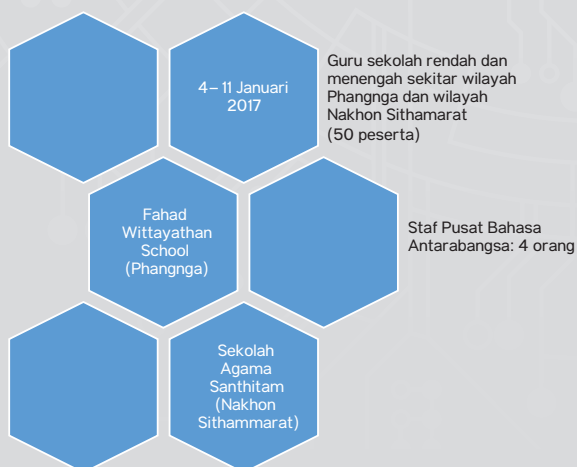 4–11 Januari
2017
Guru sekolah rendah dan
menengah sekitar wilayah
Phangnga dan wilayah
Nakhon Sithamarat
(50 peserta)
Fahad
Wittayathan
School
(Phangnga)
Staf Pusat Bahasa
Antarabangsa: 4 orang
Sekolah
Agama
Santhitam
(Nakhon
Sithammarat)